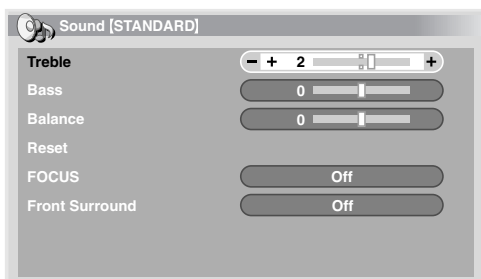 Sound [STANDARD]
Treble - + 2 +
Bass 0
Balance 0
Reset
FOCUS Off
Front Surround Off